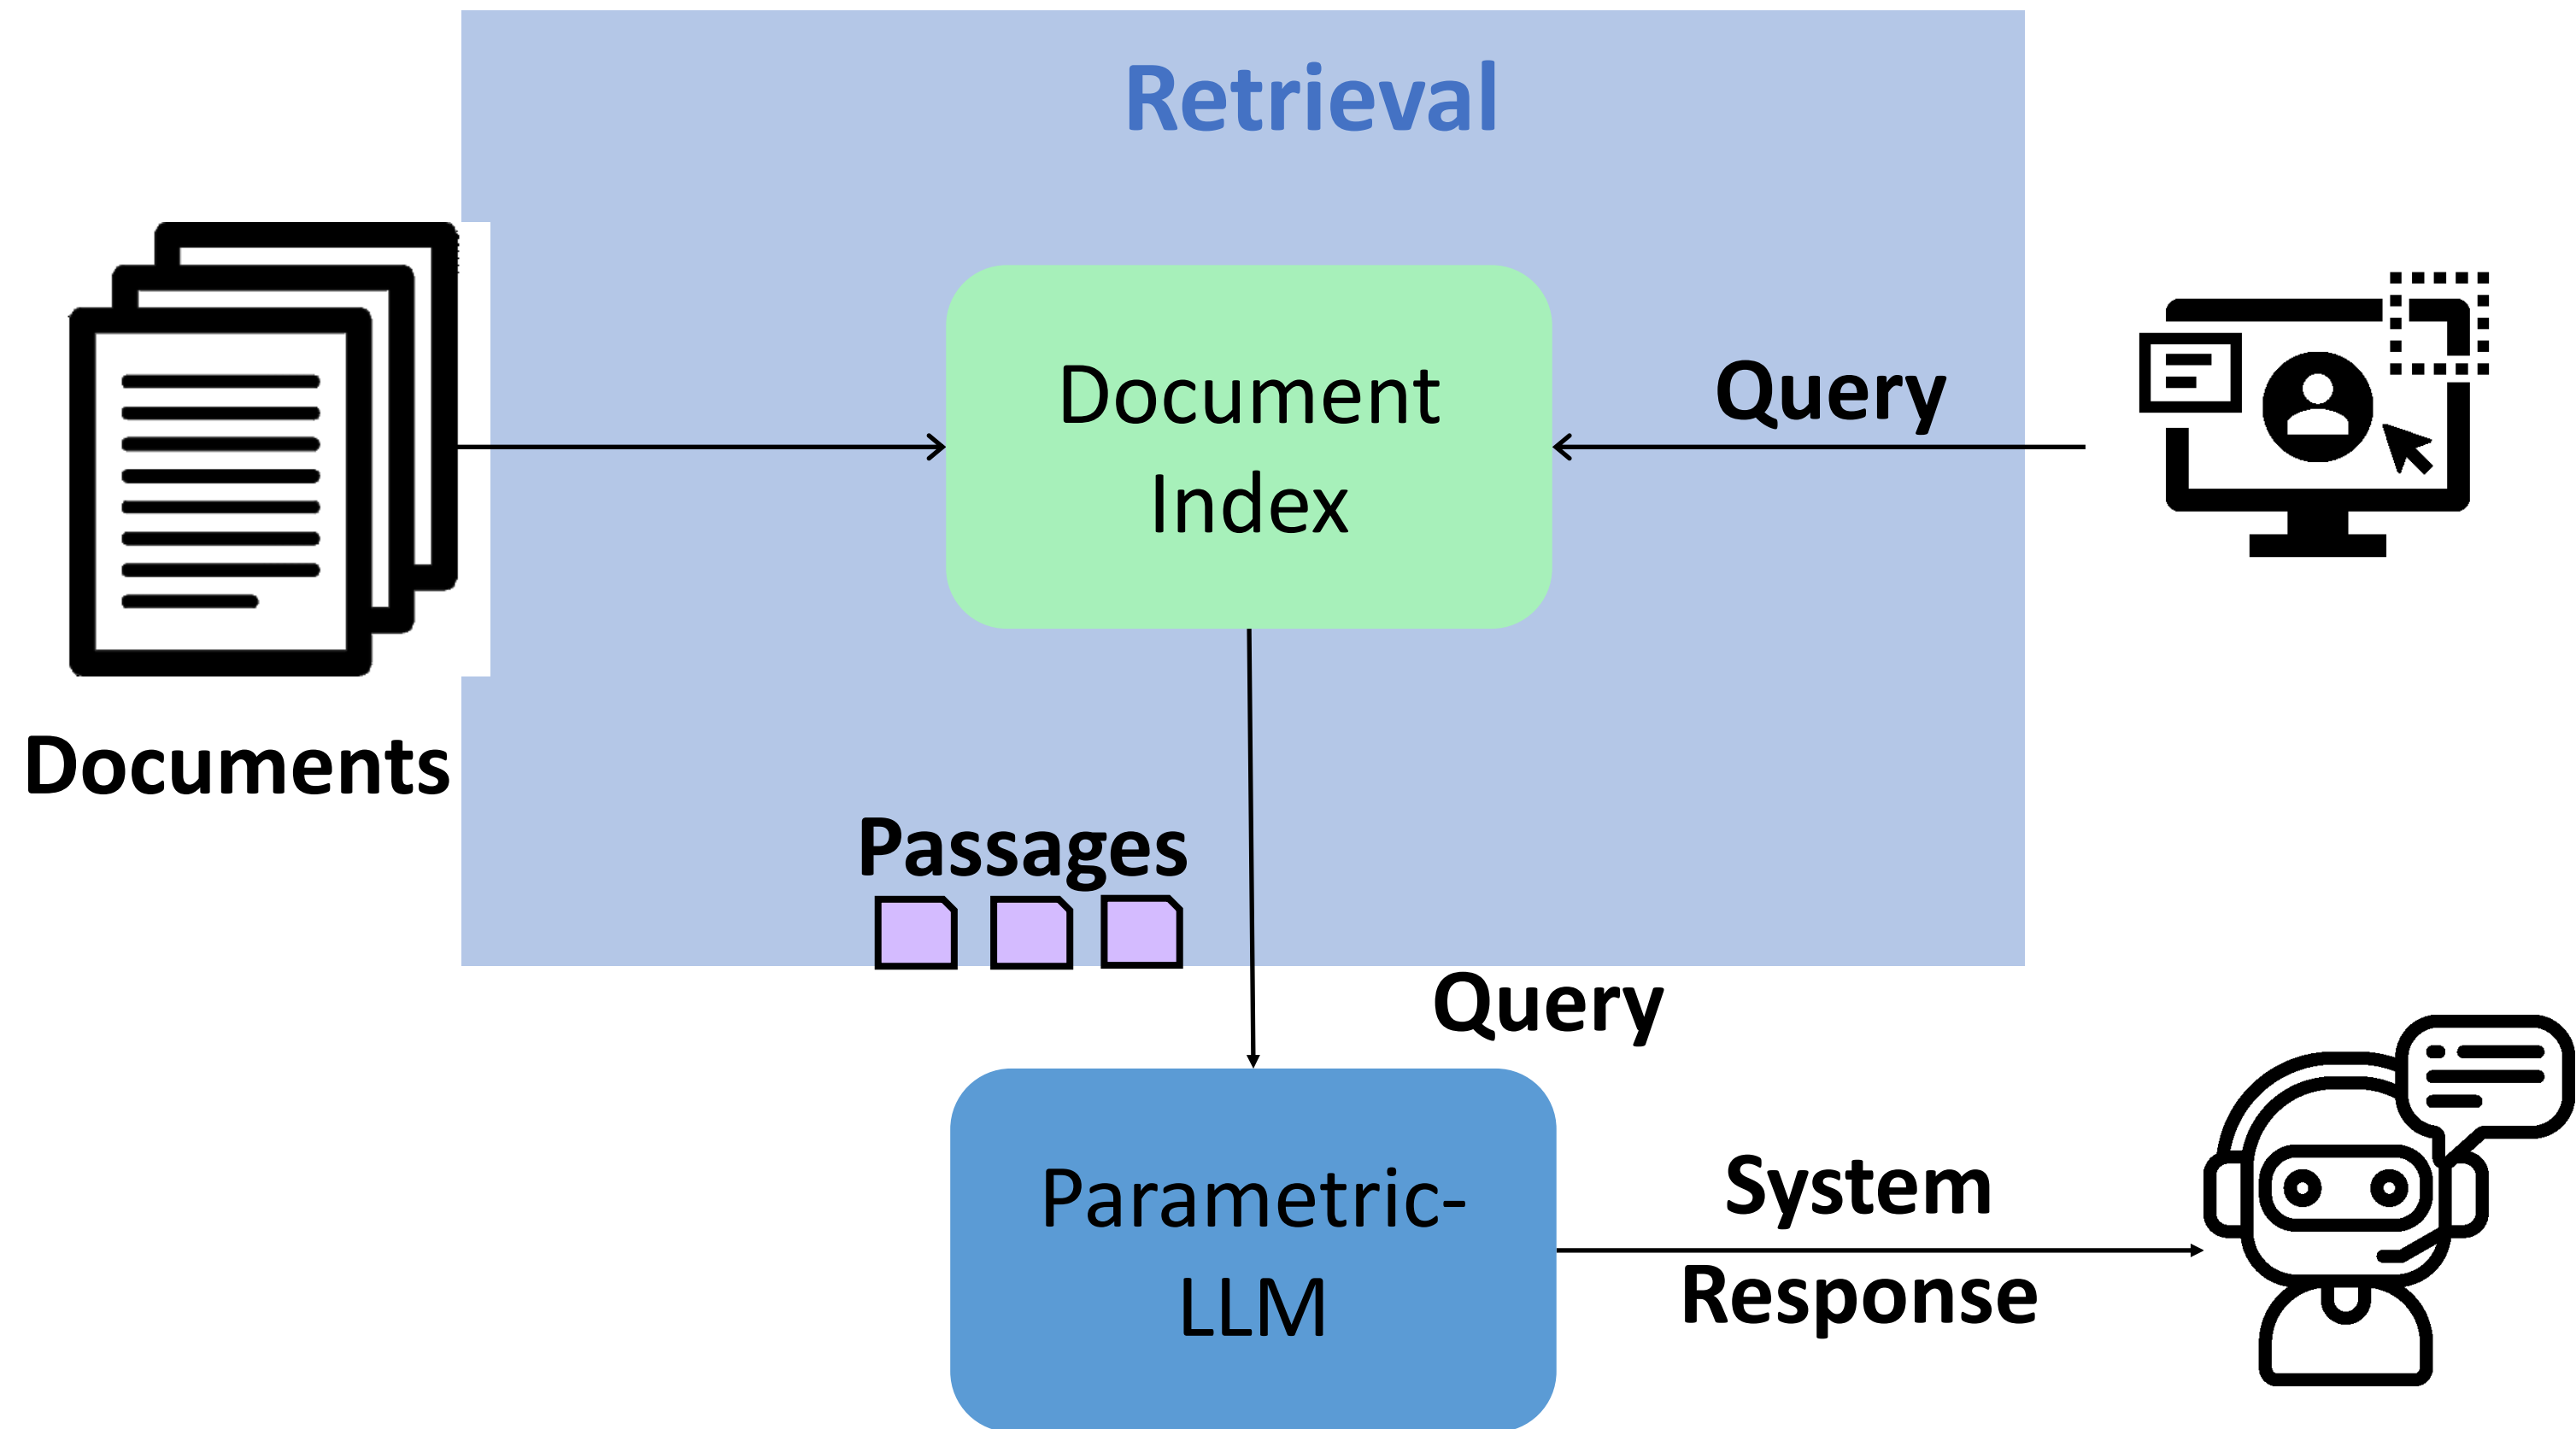 Retrieval
Document
Index
Query
Documents
Passages
Query
Parametric-
LLM
System
Response